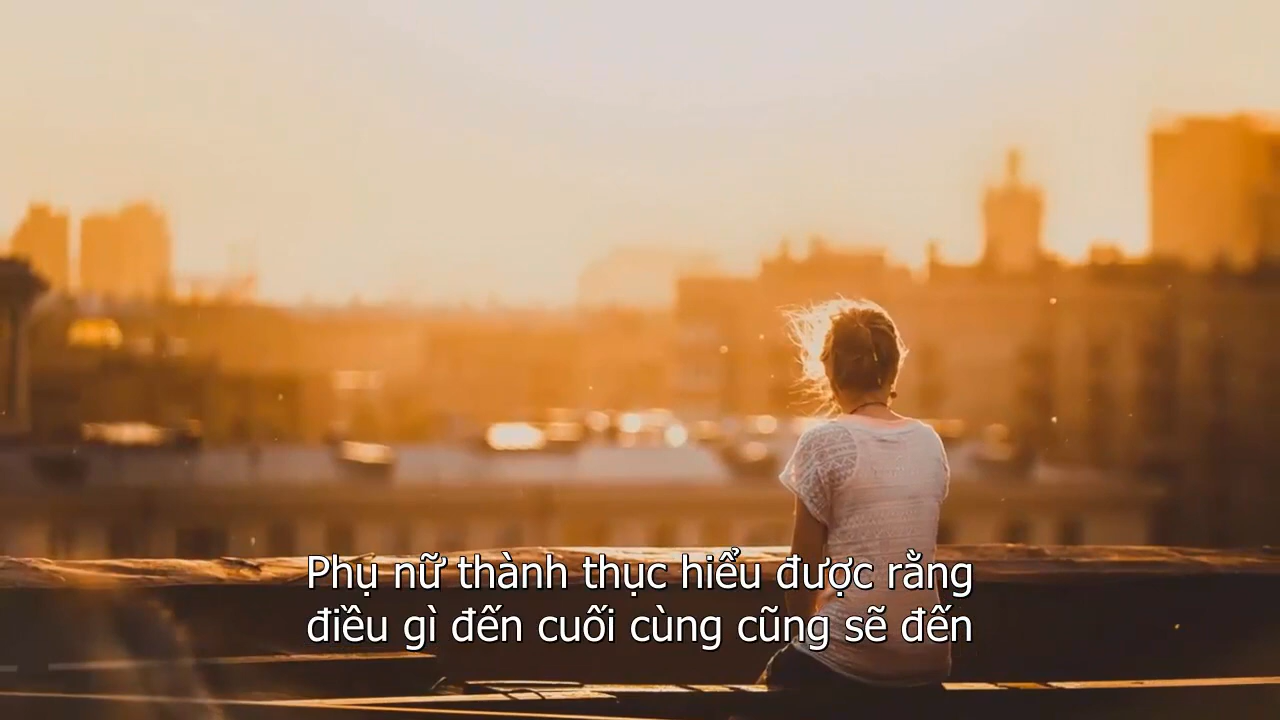 Phụ nữ thành thục hiểu được rằng
điều gì đến cuối cùng cũng sẽ đến